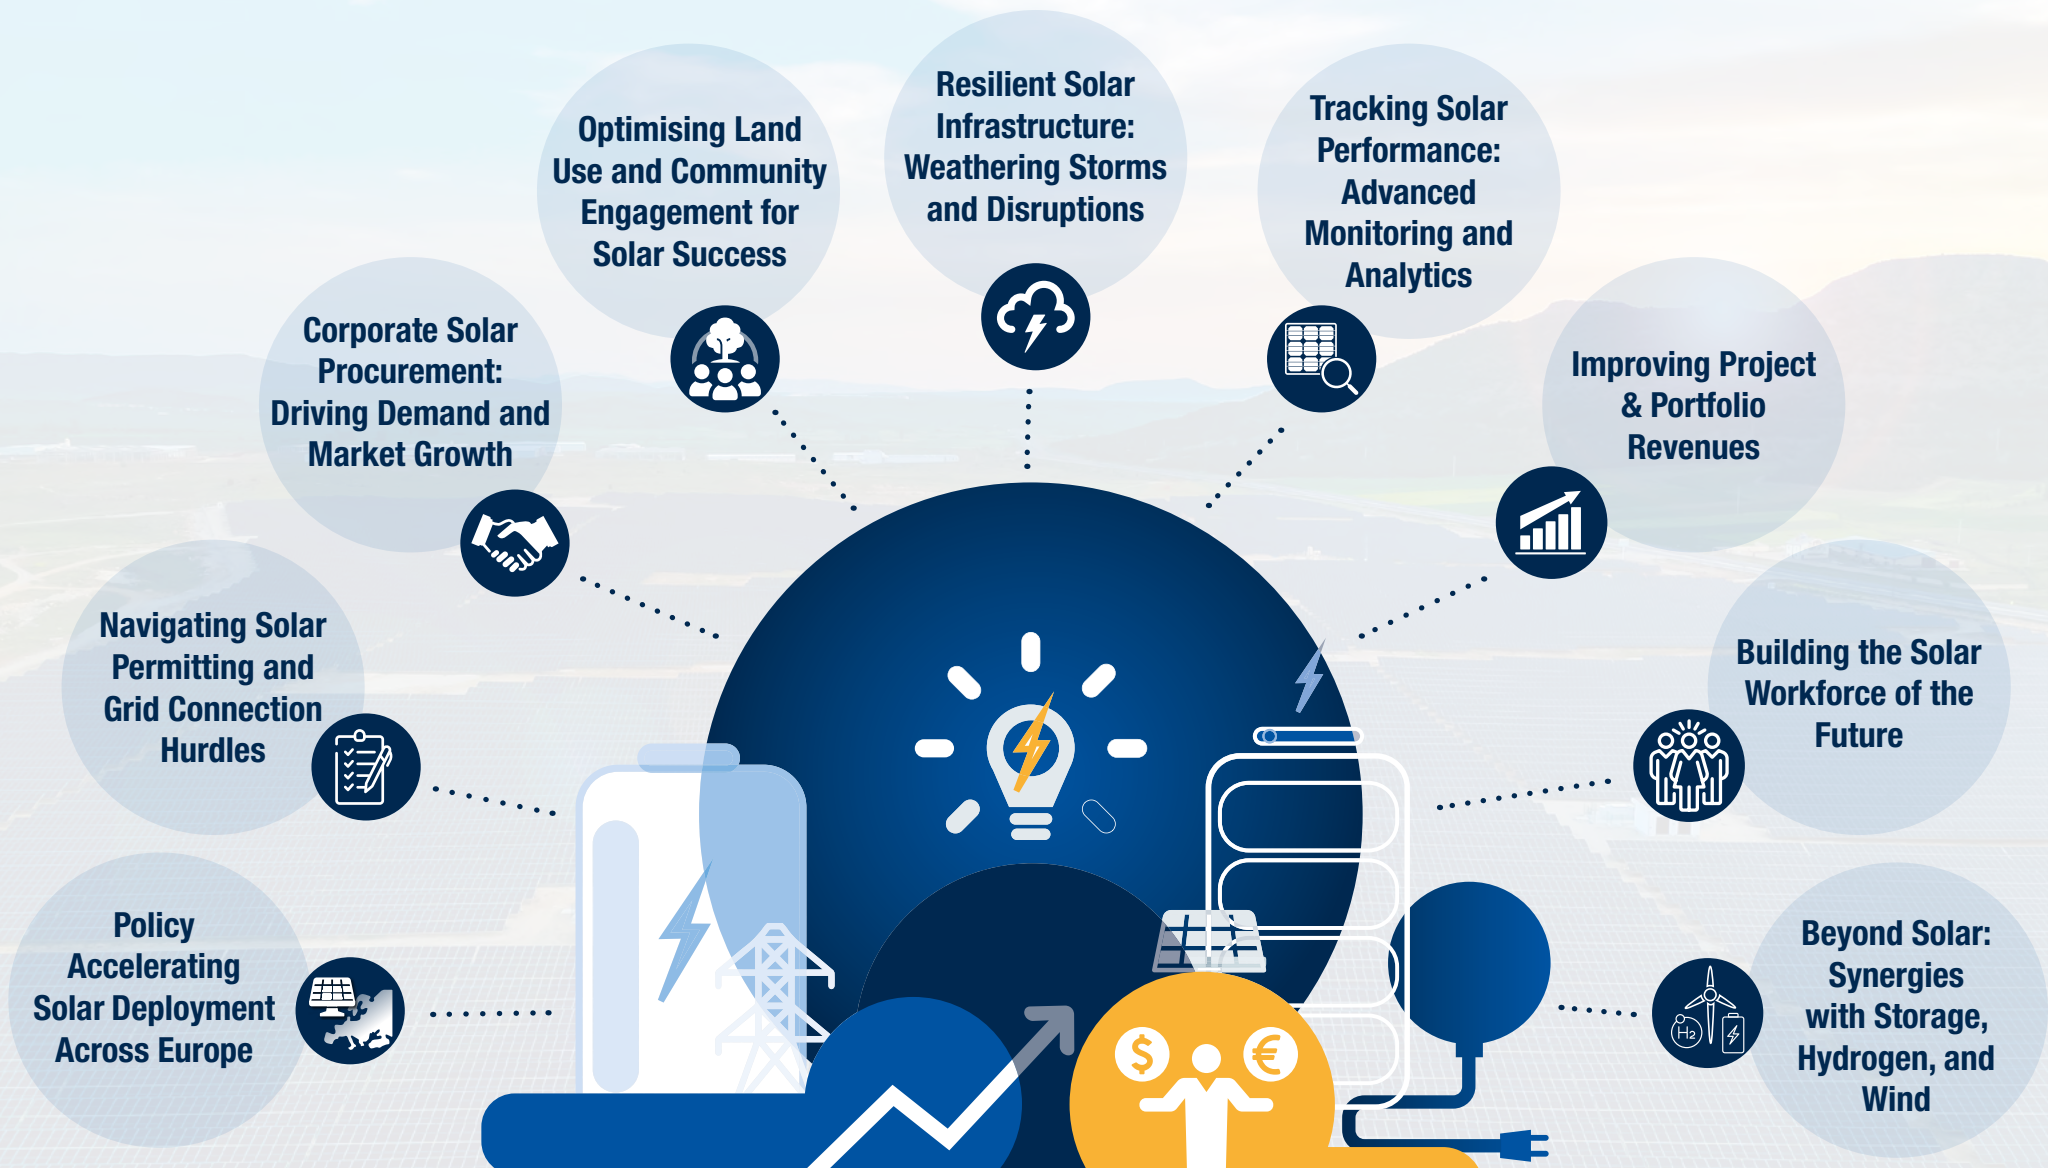 Resilient Solar
Infrastructure:
Weathering Storms
and Disruptions
Optimising Land
Use and Community
Engagement for
Solar Success
Tracking Solar
Performance:
Advanced
Monitoring and
Analytics
Corporate Solar
Procurement:
Driving Demand and
Market Growth
Improving Project
& Portfolio
Revenues
Navigating Solar
Permitting and
Grid Connection
Hurdles
Building the Solar
Workforce of the
Future
Policy
Accelerating
Solar Deployment
Across Europe
Beyond Solar:
Synergies
with Storage,
Hydrogen, and
Wind
H2
$ €